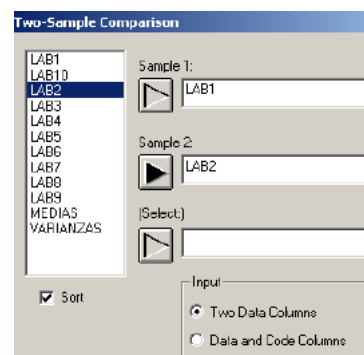 Two-Sample Comparison
LAB1
LAB10
LAB2
LAB3
LAB4
LAB5
LAB6
LAB7
LAB8
LAB9
MEDIAS
VARIANZAS
Sort
Sample 1:
LAB1
Sample 2:
LAB2
(Select:)
Input
Two Data Columns
Data and Code Columns